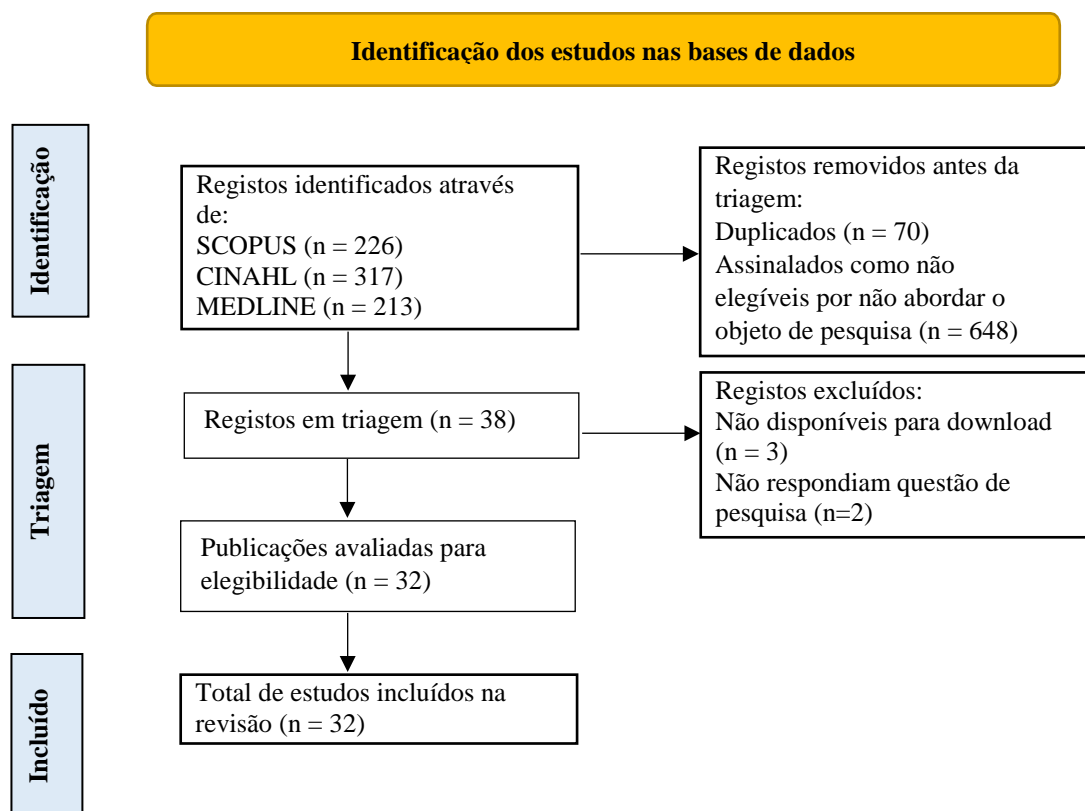 Identificação dos estudos nas bases de dados
Identificação
Registos identificados através
de:
SCOPUS (n = 226)
CINAHL (n = 317)
MEDLINE (n = 213)
Registos removidos antes da
triagem:
Duplicados (n = 70)
Assinalados como não
elegíveis por não abordar o
objeto de pesquisa (n = 648)
Triagem
Registos em triagem (n = 38)
Registos excluídos:
Não disponíveis para download
(n = 3)
Não respondiam questão de
pesquisa (n=2)
Publicações avaliadas para
elegibilidade (n = 32)
Incluído
Total de estudos incluídos na
revisão (n = 32)